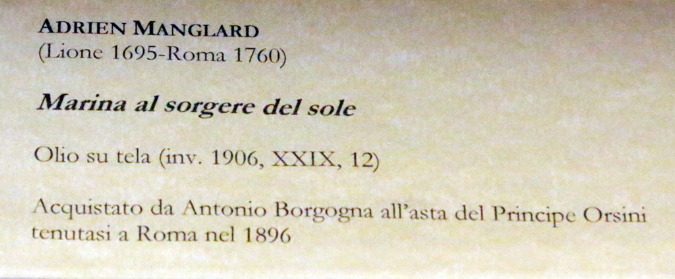 ADRIEN MANGLARD
(Lione 1695-Roma 1760)
Marina al sorgere del sole
Olio su tela (inv. 1906, XXIX, 12)
Acquistato da Antonio Borgogna all'asta del Principe Orsini
tenutasi a Roma nel 1896